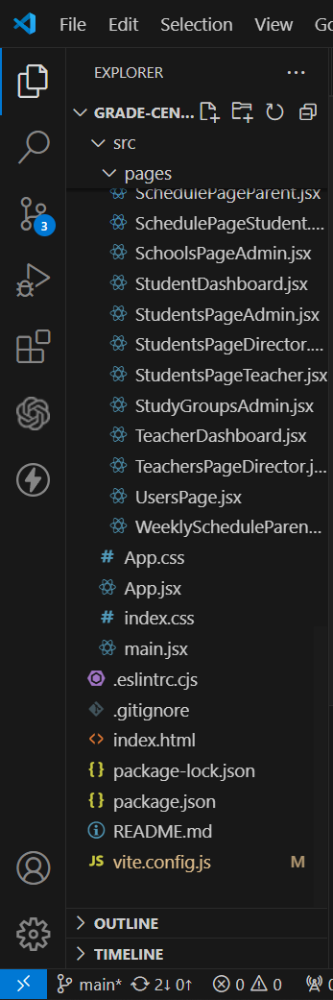 File Edit Selection View Go
EXPLORER
GRADE-CEN...
src
pages
SchedulePageParent.jsx
SchedulePageStudent....
SchoolsPageAdmin.jsx
StudentDashboard.jsx
StudentsPageAdmin.jsx
StudentsPageDirector....
StudentsPageTeacher.jsx
StudyGroupsAdmin.jsx
TeacherDashboard.jsx
TeachersPageDirector.j...
UsersPage.jsx
WeeklyScheduleParen...
# App.css
App.jsx
# index.css
main.jsx
.eslintrc.cjs
.gitignore
<> index.html
{} package-lock.json
{} package.json
README.md
JS vite.config.js M
3
OUTLINE
TIMELINE
main* 2↓ 0↑ 0 0 0